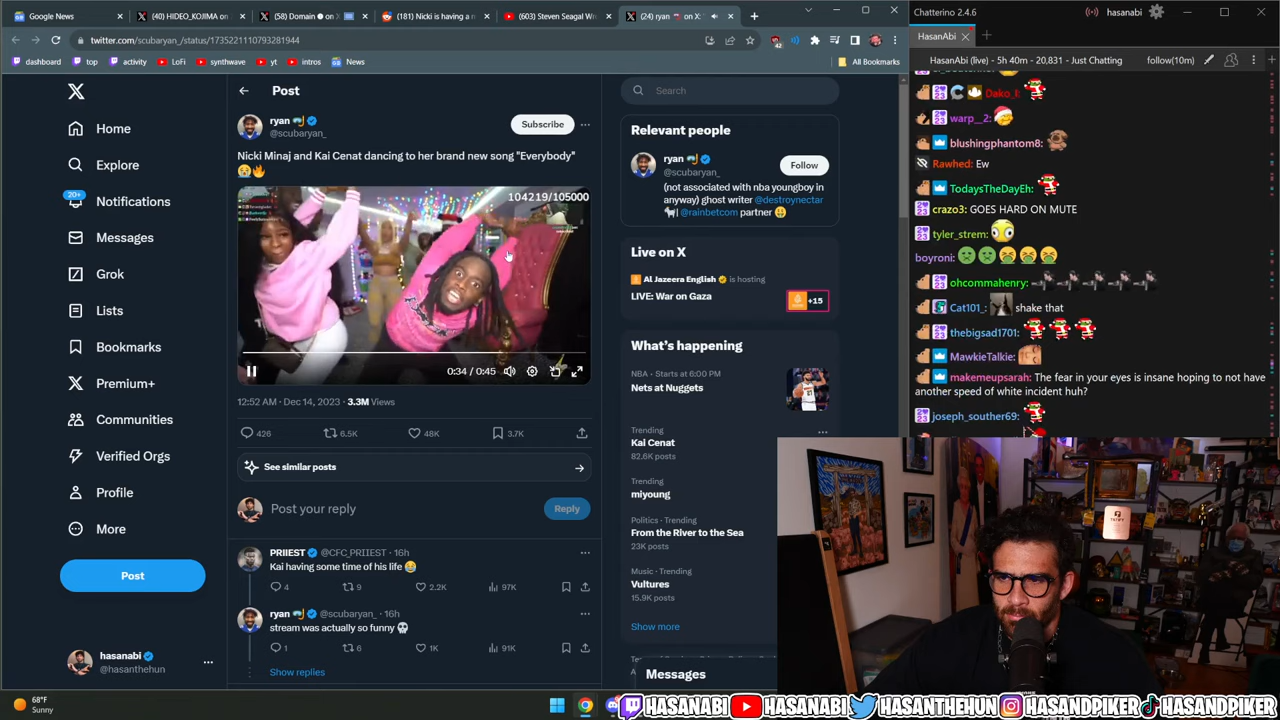 Google News
(40) HIDEO_KOJIMA on
(58) Domain on X
(181) Nicki is having a r
(603) Steven Seagal W
(24) ryan on X:
twitter.com/scubaryan_/status/1735221110793281944
dashboard
top
activity
LoFi
synthwave
yt
intros
News
All Bookmarks
Home
Explore
20+
Notifications
Messages
Grok
Lists
Bookmarks
Premium+
Communities
Verified Orgs
Profile
More
Post
hasanabi
@hasanthehun
Post
ryan
@scubaryan_
Subscribe
Nicki Minaj and Kai Cenat dancing to her brand new song "Everybody"
104219/105000
0:34 / 0:45
12:52 AM · Dec 14, 2023 · 3.3M Views
426
6.5K
48K
3.7K
See similar posts
Post your reply
Reply
PRIIEST @CFC_PRIIEST · 16h
Kai having some time of his life
4
9
2.2K
97K
ryan @scubaryan_ · 16h
stream was actually so funny
1
6
1K
91K
Show replies
Search
Relevant people
ryan
@scubaryan_
Follow
(not associated with nba youngboy in
anyway) ghost writer @destroynectar
| @rainbetcom partner
Live on X
Al Jazeera English is hosting
LIVE: War on Gaza
+15
What's happening
NBA · Starts at 6:00 PM
Nets at Nuggets
Trending
Kai Cenat
82.6K posts
Trending
miyoung
Politics · Trending
From the River to the Sea
23K posts
Music · Trending
Vultures
15.9K posts
Show more
Messages
Chatterino 2.4.6
hasanabi
HasanAbi
HasanAbi (live) - 5h 40m - 20,831 - Just Chatting
follow(10m)
Dako_I:
warp__2:
blushingphantom8:
Rawhed: Ew
TodaysTheDayEh:
crazo3: GOES HARD ON MUTE
tyler_strem:
boyroni:
ohcommahenry:
Cat101_: shake that
thebigsad1701:
MawkieTalkie:
makemeupsarah: The fear in your eyes is insane hoping to not have
another speed of white incident huh?
joseph_souther69:
68°F
Sunny
HASANABI
HASANABI
HASANTHEHUN
HASANDPIKER
HASANDPIKER